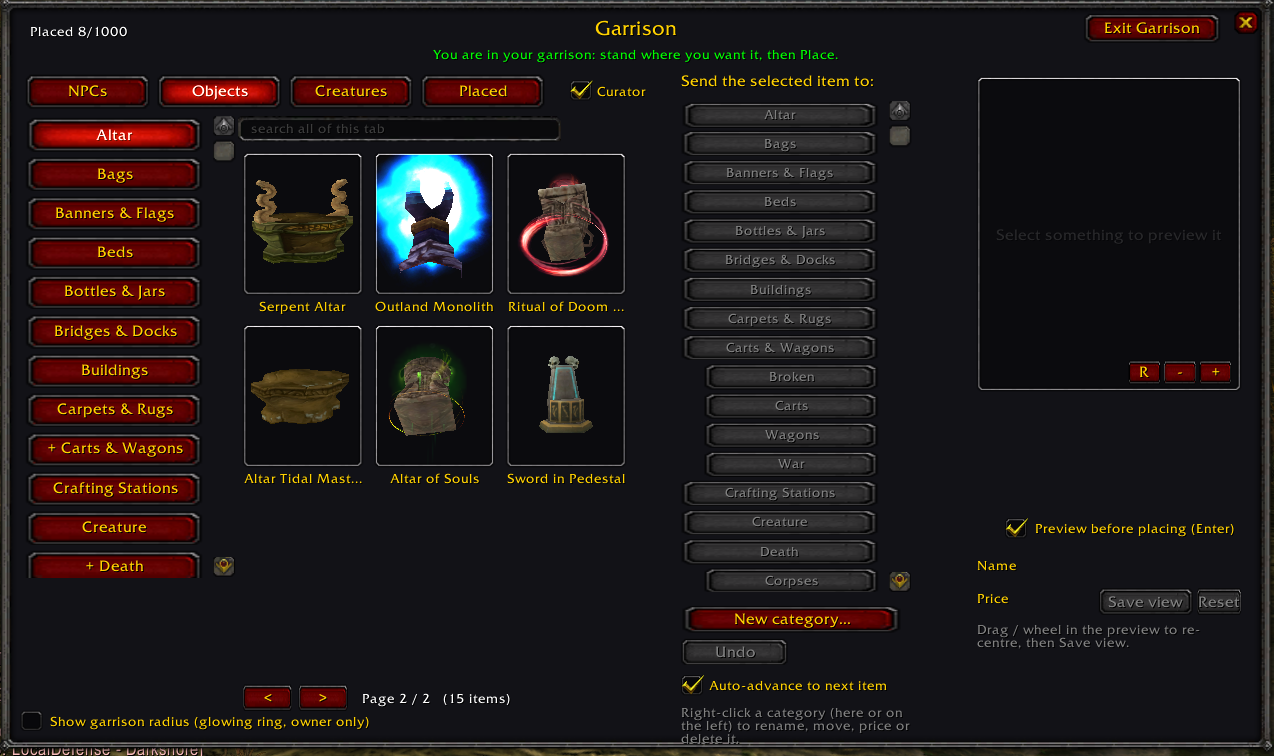 Placed 8/1000
Garrison
Exit Garrison
You are in your garrison: stand where you want it, then Place.
NPCs
Objects
Creatures
Placed
Curator
Altar
Bags
Banners & Flags
Beds
Bottles & Jars
Bridges & Docks
Buildings
Carpets & Rugs
+ Carts & Wagons
Crafting Stations
Creature
+ Death
search all of this tab
Serpent Altar
Outland Monolith
Ritual of Doom ...
Altar Tidal Mast...
Altar of Souls
Sword in Pedestal
<
>
Page 2 / 2 (15 items)
Show garrison radius (glowing ring, owner only)
Send the selected item to:
Altar
Bags
Banners & Flags
Beds
Bottles & Jars
Bridges & Docks
Buildings
Carpets & Rugs
Carts & Wagons
Broken
Carts
Wagons
War
Crafting Stations
Creature
Death
Corpses
New category...
Undo
Auto-advance to next item
Right-click a category (here or on
the left) to rename, move, price or
delete it.
Select something to preview it
R
-
+
Preview before placing (Enter)
Name
Price
Save view
Reset
Drag / wheel in the preview to re-
centre, then Save view.
LocalDefense - Darkshore]